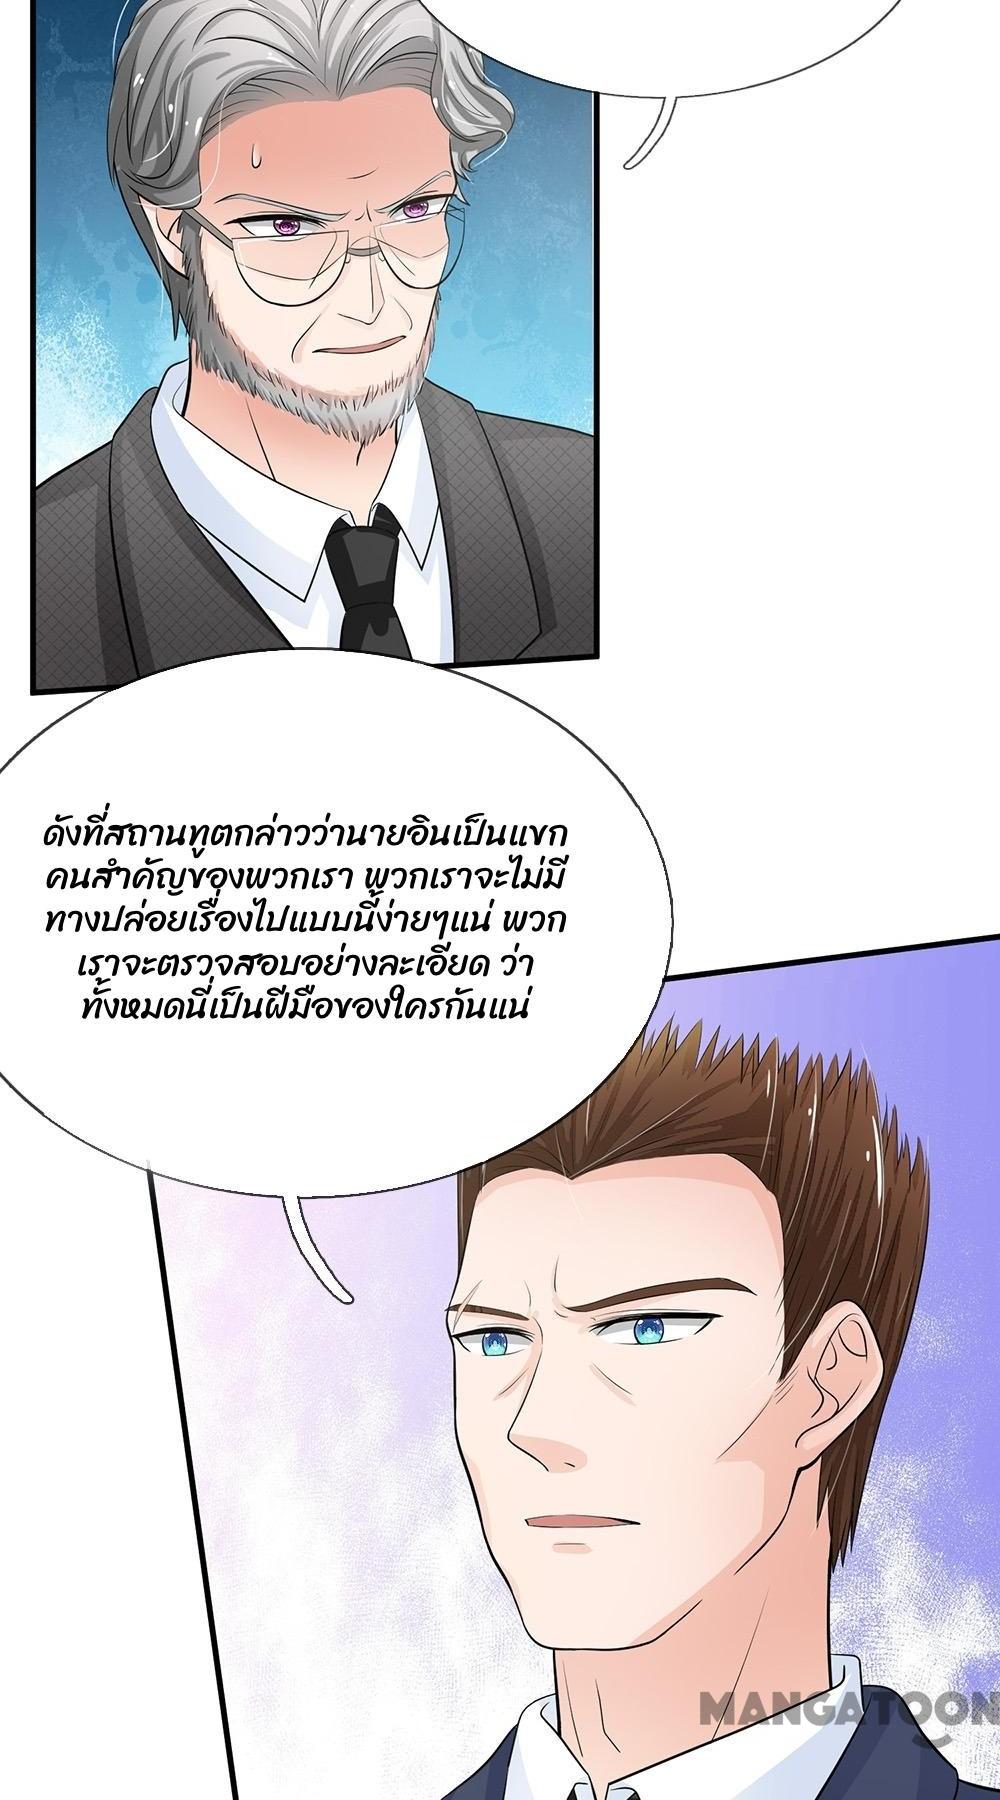 ดังที่สถานทูตกล่าวว่านายอินเป็นแขก
คนสำคัญของพวกเรา พวกเราจะไม่มี
ทางปล่อยเรื่องไปแบบนี้ง่ายๆแน่ พวก
เราจะตรวจสอบอย่างละเอียด ว่า
ทั้งหมดนี่เป็นฝีมือของใครกันแน่
MANGATOON